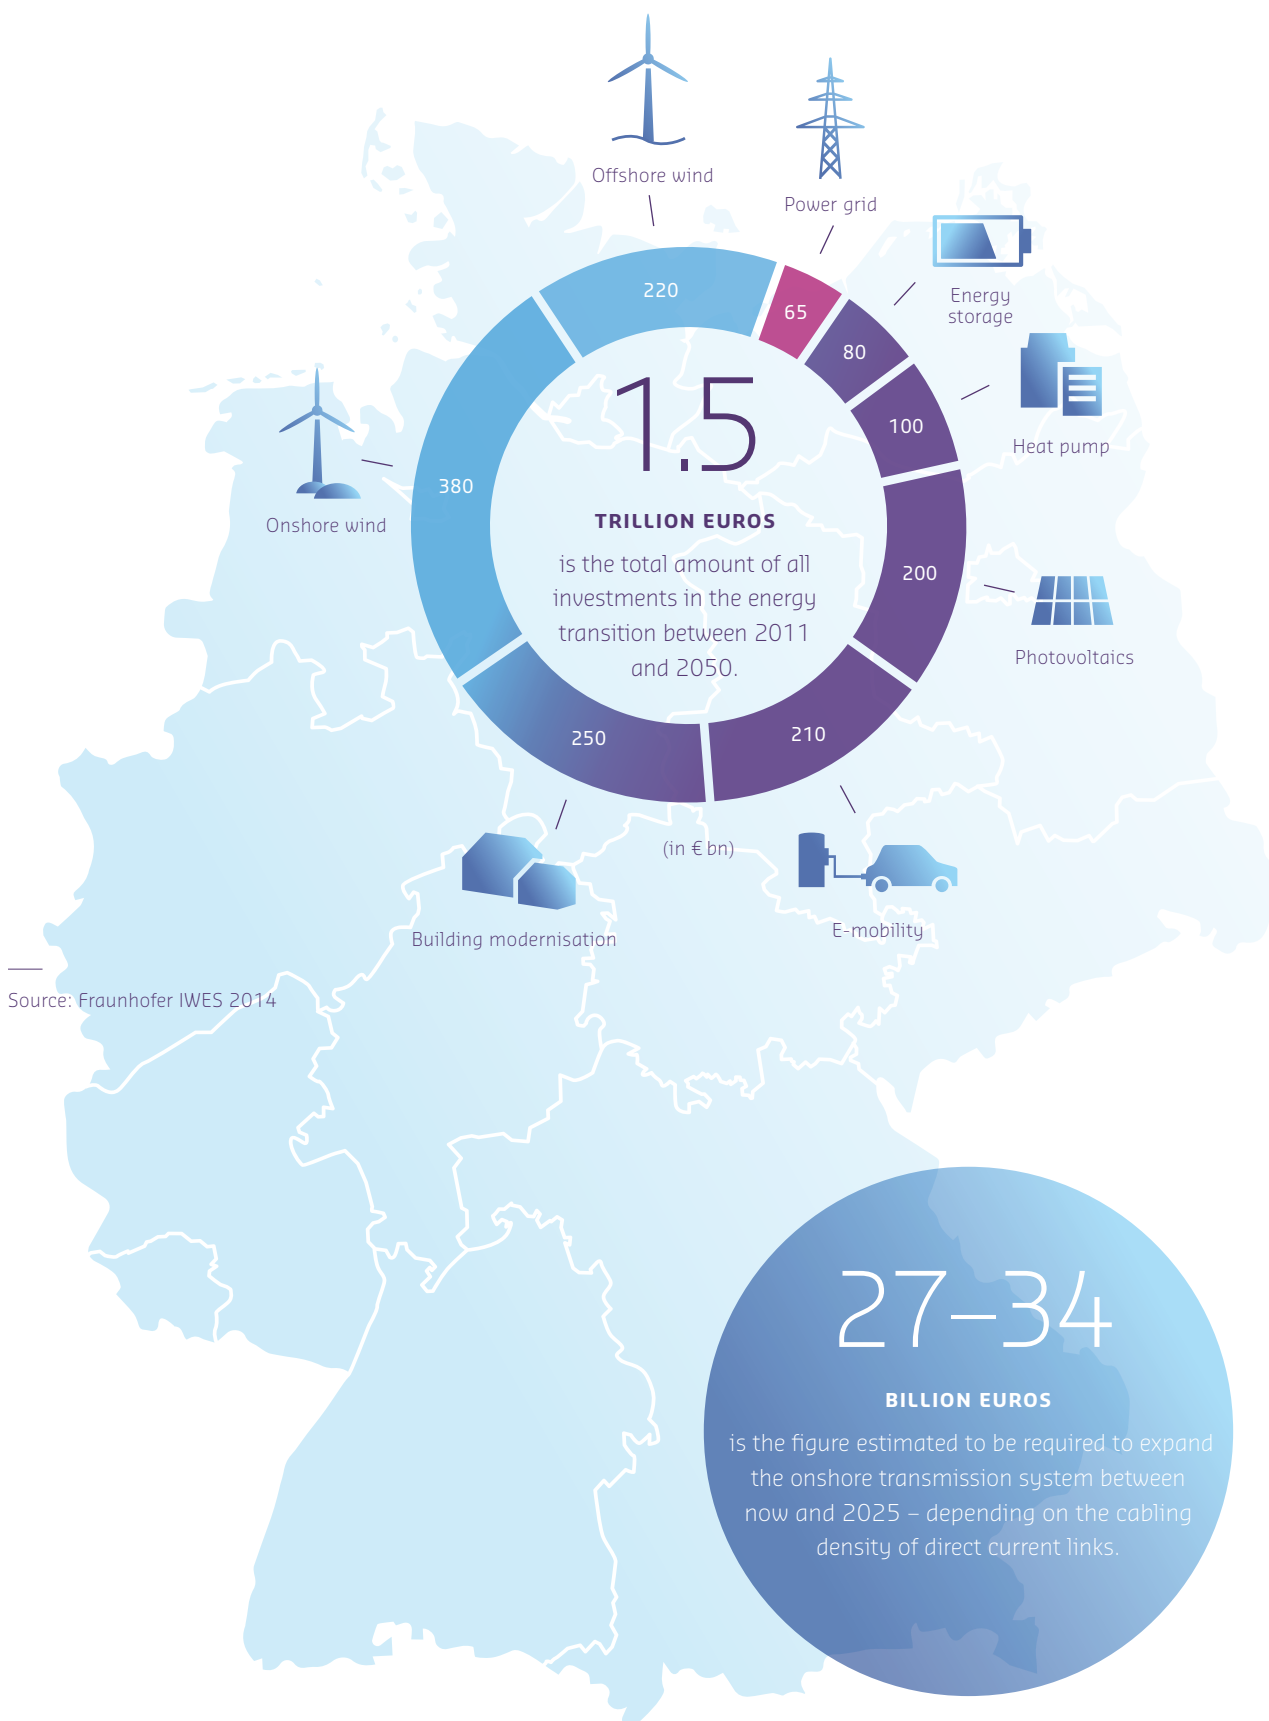 Offshore wind
Power grid
Energy
storage
Heat pump
Photovoltaics
E-mobility
(in € bn)
Building modernisation
Onshore wind
220
65
80
100
200
210
250
380
1.5
TRILLION EUROS
is the total amount of all
investments in the energy
transition between 2011
and 2050.
Source: Fraunhofer IWES 2014
27–34
BILLION EUROS
is the figure estimated to be required to expand
the onshore transmission system between
now and 2025 – depending on the cabling
density of direct current links.